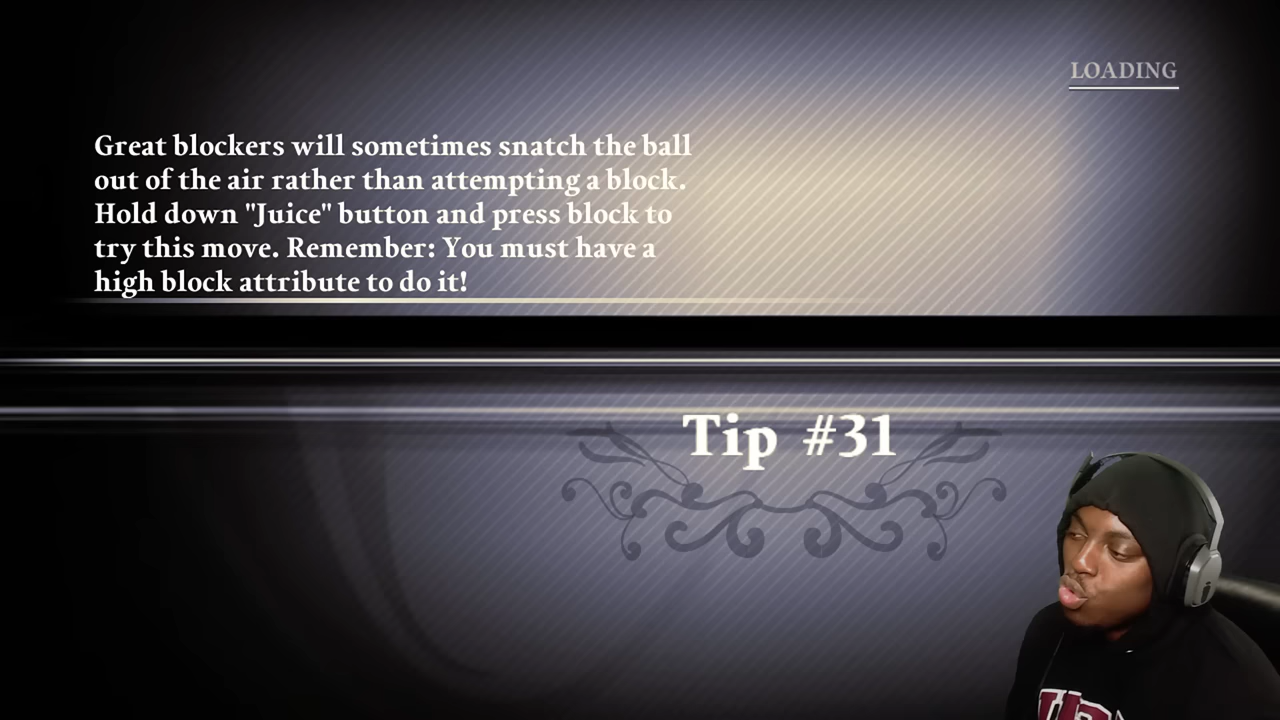 LOADING
Great blockers will sometimes snatch the ball
out of the air rather than attempting a block.
Hold down "Juice" button and press block to
try this move. Remember: You must have a
high block attribute to do it!
Tip #31